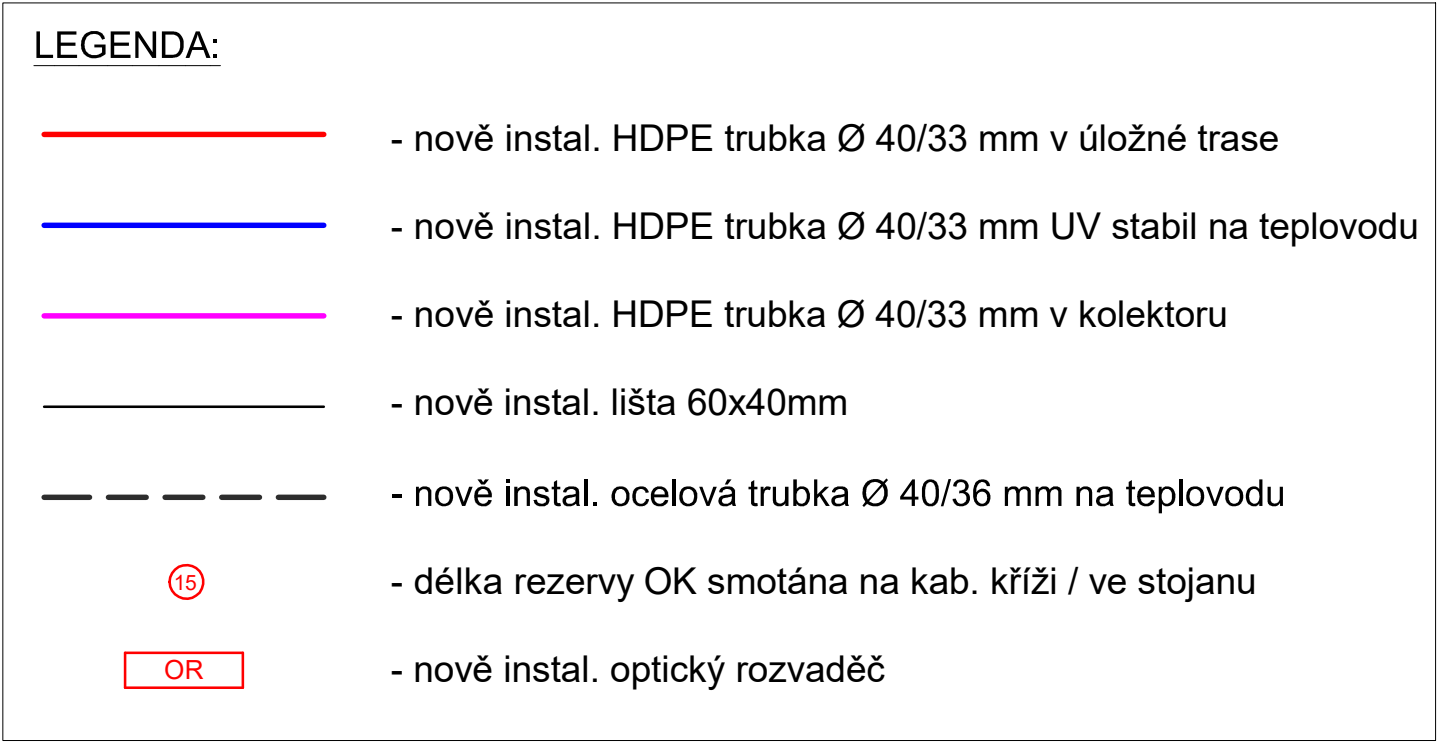 LEGENDA:
- nově instal. HDPE trubka Ø 40/33 mm v úložné trase
- nově instal. HDPE trubka Ø 40/33 mm UV stabil na teplovodu
- nově instal. HDPE trubka Ø 40/33 mm v kolektoru
- nově instal. lišta 60x40mm
- nově instal. ocelová trubka Ø 40/36 mm na teplovodu
15 - délka rezervy OK smotána na kab. kříži / ve stojanu
OR - nově instal. optický rozvaděč